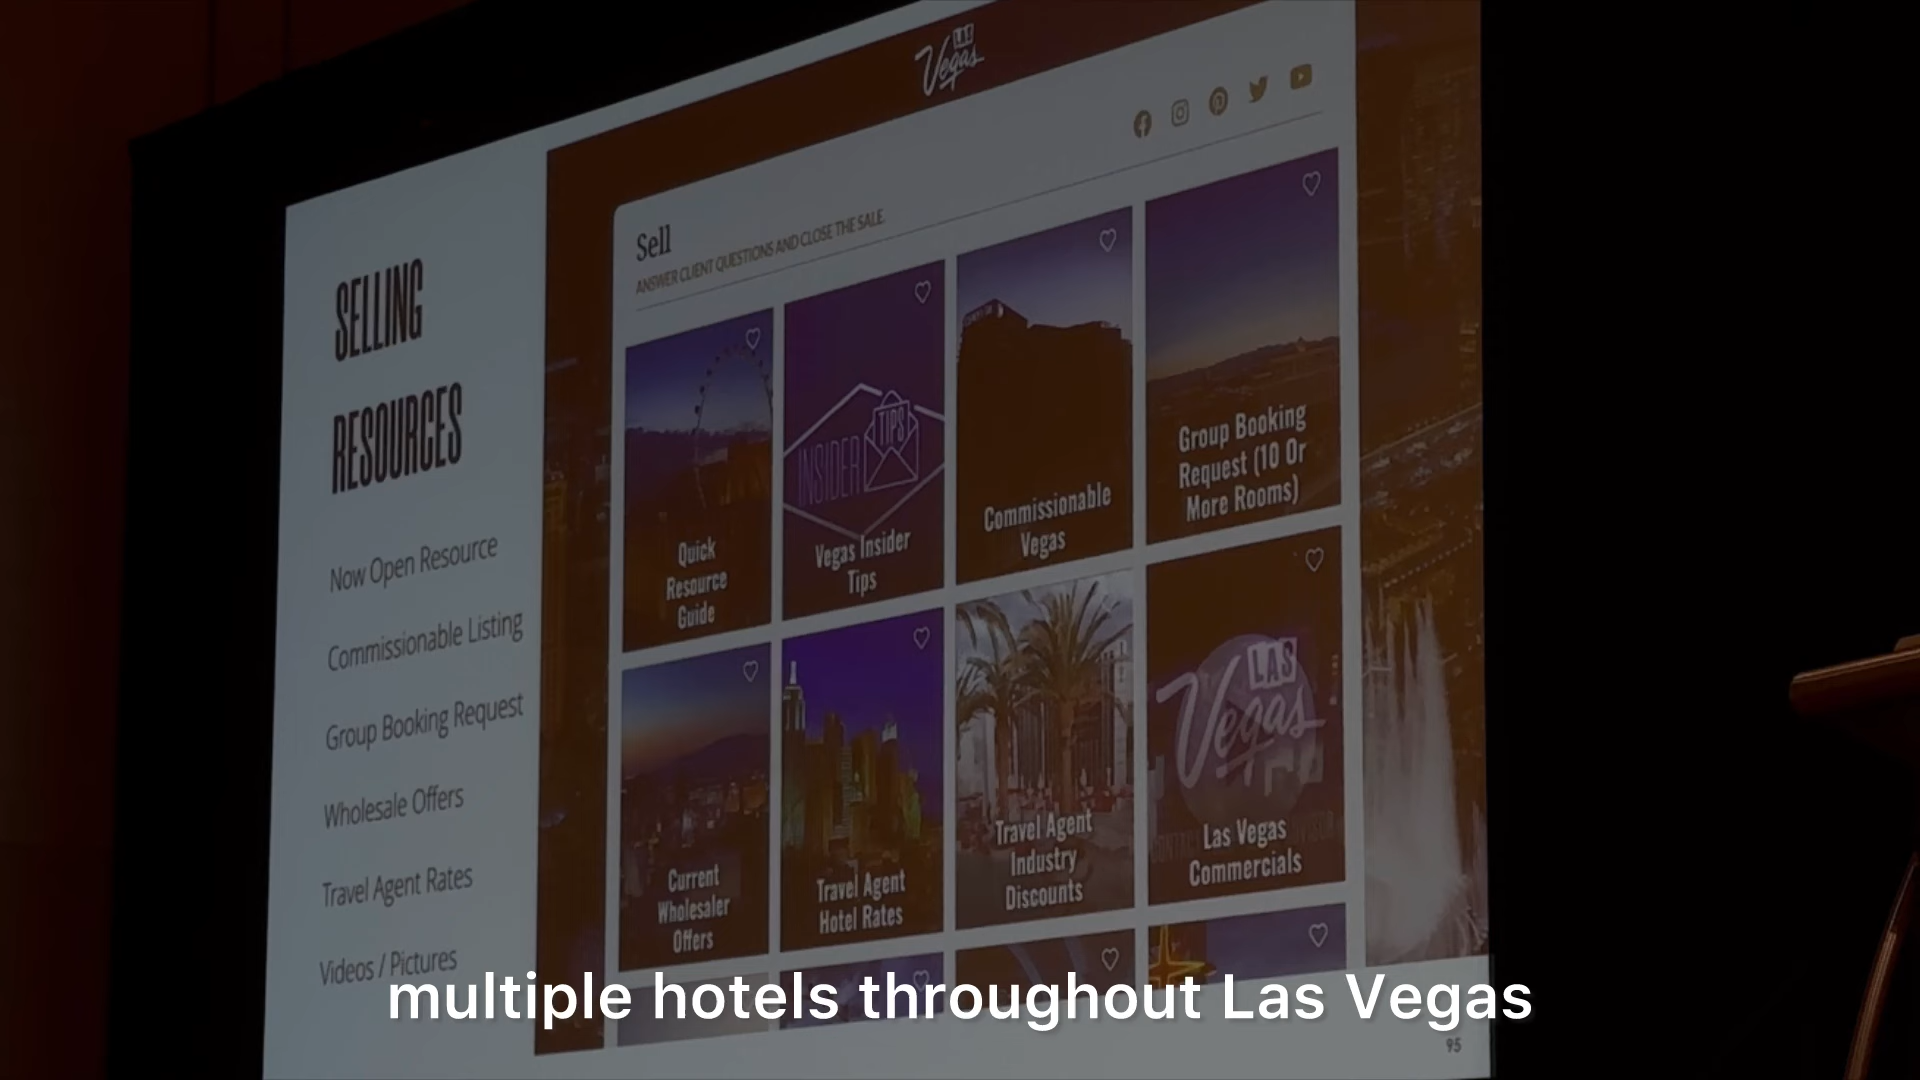 LAS
Vegas
SELLING
RESOURCES
Now Open Resource
Commissionable Listing
Group Booking Request
Wholesale Offers
Travel Agent Rates
Videos / Pictures
Sell
ANSWER CLIENT QUESTIONS AND CLOSE THE SALE.
Quick
Resource
Guide
INSIDER TIPS
Vegas Insider
Tips
Commissionable
Vegas
Group Booking
Request (10 Or
More Rooms)
Current
Wholesaler
Offers
Travel Agent
Hotel Rates
Travel Agent
Industry
Discounts
LAS
Vegas
Las Vegas
Commercials
multiple hotels throughout Las Vegas
95